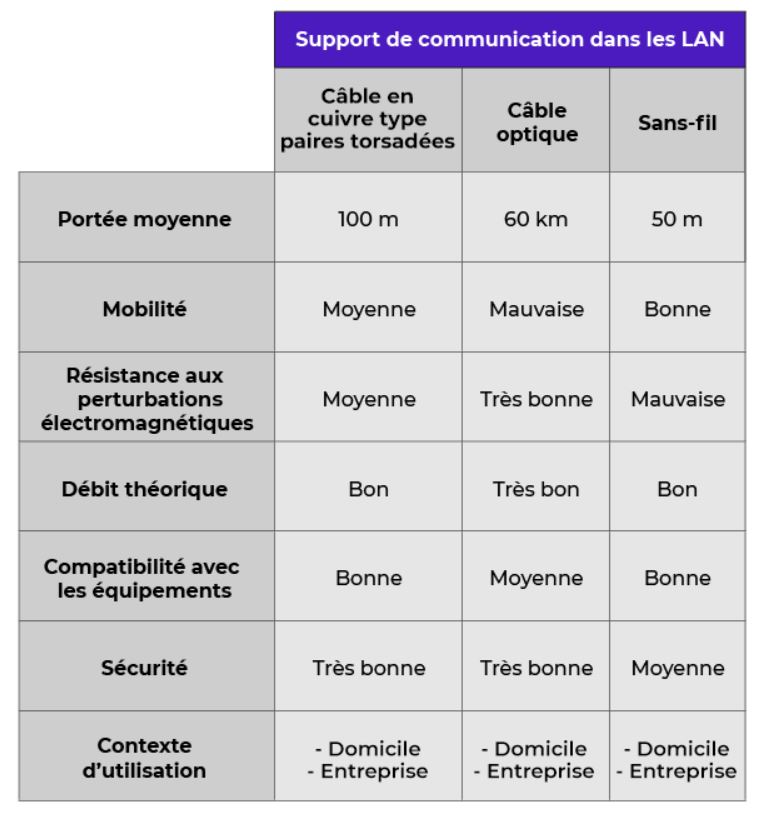 Support de communication dans les LAN
Câble en
cuivre type
paires torsadées
Câble
optique
Sans-fil
Portée moyenne
100 m
60 km
50 m
Mobilité
Moyenne
Mauvaise
Bonne
Résistance aux
perturbations
électromagnétiques
Moyenne
Très bonne
Mauvaise
Débit théorique
Bon
Très bon
Bon
Compatibilité avec
les équipements
Bonne
Moyenne
Bonne
Sécurité
Très bonne
Très bonne
Moyenne
Contexte
d’utilisation
- Domicile
- Entreprise
- Domicile
- Entreprise
- Domicile
- Entreprise